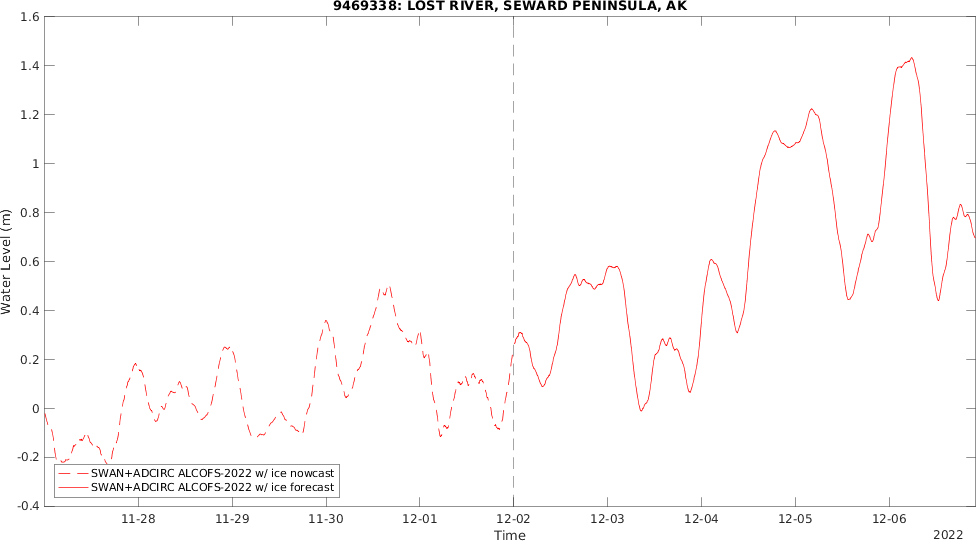 9469338: LOST RIVER, SEWARD PENINSULA, AK
1.6
1.4
1.2
1
0.8
0.6
0.4
0.2
0
-0.2
-0.4
Water Level (m)
SWAN+ADCIRC ALCOFS-2022 w/ ice nowcast
SWAN+ADCIRC ALCOFS-2022 w/ ice forecast
11-28 11-29 11-30 12-01 12-02 12-03 12-04 12-05 12-06
Time
2022